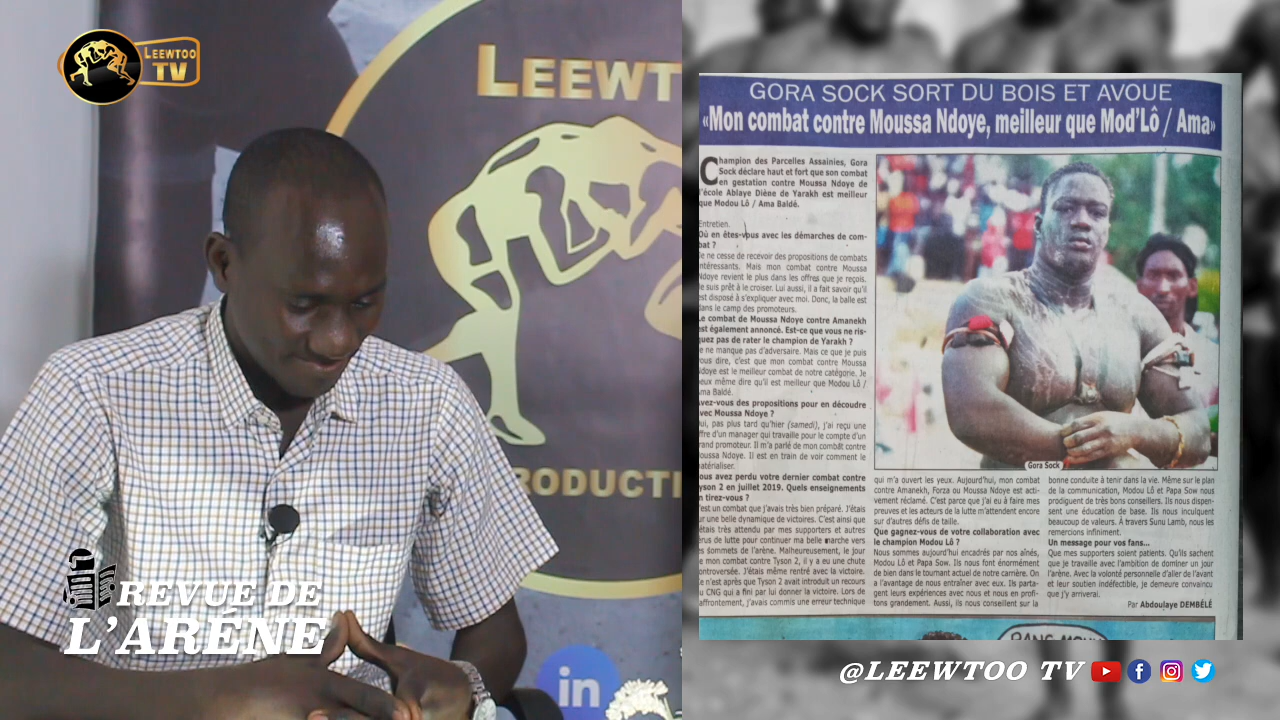 LEEWTOO
TV
LEEWT
RODUCTI
in
REVUE DE
L'ARÈNE
GORA SOCK SORT DU BOIS ET AVOUE
«Mon combat contre Moussa Ndoye, meilleur que Mod'Lô / Ama»
Champion des Parcelles Assainies, Gora
Sock déclare haut et fort que son combat
en gestation contre Moussa Ndoye de
l'école Ablaye Diène de Yarakh est meilleur
que Modou Lô / Ama Baldé.
Entretien.
Où en êtes-vous avec les démarches de com-
bat ?
Je ne cesse de recevoir des propositions de combats
intéressants. Mais mon combat contre Moussa
Ndoye revient le plus dans les offres que je reçois.
Je suis prêt à le croiser. Lui aussi, il a fait savoir qu'il
est disposé à s'expliquer avec moi. Donc, la balle est
dans le camp des promoteurs.
Le combat de Moussa Ndoye contre Amanekh
est également annoncé. Est-ce que vous ne ris-
quez pas de rater le champion de Yarakh ?
Je ne manque pas d'adversaire. Mais ce que je puis
vous dire, c'est que mon combat contre Moussa
Ndoye est le meilleur combat de notre catégorie. Je
peux même dire qu'il est meilleur que Modou Lô /
Ama Baldé.
Avez-vous des propositions pour en découdre
avec Moussa Ndoye ?
Oui, pas plus tard qu'hier (samedi), j'ai reçu une
offre d'un manager qui travaille pour le compte d'un
grand promoteur. Il m'a parlé de mon combat contre
Moussa Ndoye. Il est en train de voir comment le
matérialiser.
Vous avez perdu votre dernier combat contre
Tyson 2 en juillet 2019. Quels enseignements
en tirez-vous ?
C'est un combat que j'avais très bien préparé. J'étais
sur une belle dynamique de victoires. C'est ainsi que
j'étais très attendu par mes supporters et autres
férus de lutte pour continuer ma belle marche vers
les sommets de l'arène. Malheureusement, le jour
de mon combat contre Tyson 2, il y a eu une chute
controversée. J'étais même rentré avec la victoire.
Ce n'est après que Tyson 2 avait introduit un recours
au CNG qui a fini par lui donner la victoire. Lors de
l'affrontement, j'avais commis une erreur technique
Gora Sock
qui m'a ouvert les yeux. Aujourd'hui, mon combat
contre Amanekh, Forza ou Moussa Ndoye est acti-
vement réclamé. C'est parce que j'ai eu à faire mes
preuves et les acteurs de la lutte m'attendent encore
sur d'autres défis de taille.
Que gagnez-vous de votre collaboration avec
le champion Modou Lô ?
Nous sommes aujourd'hui encadrés par nos aînés,
Modou Lô et Papa Sow. Ils nous font énormément
de bien dans le tournant actuel de notre carrière. On
a l'avantage de nous entraîner avec eux. Ils parta-
gent leurs expériences avec nous et nous en profi-
tons grandement. Aussi, ils nous conseillent sur la
bonne conduite à tenir dans la vie. Même sur le plan
de la communication, Modou Lô et Papa Sow nous
prodiguent de très bons conseillers. Ils nous dispen-
sent une éducation de base. Ils nous inculquent
beaucoup de valeurs. A travers Sunu Lamb, nous les
remercions infiniment.
Un message pour vos fans...
Que mes supporters soient patients. Qu'ils sachent
que je travaille avec l'ambition de dominer un jour
l'arène. Avec la volonté personnelle d'aller de l'avant
et leur soutien indéfectible, je demeure convaincu
que j'y arriverai.
Par Abdoulaye DEMBÉLÉ
@LEEWTOO TV